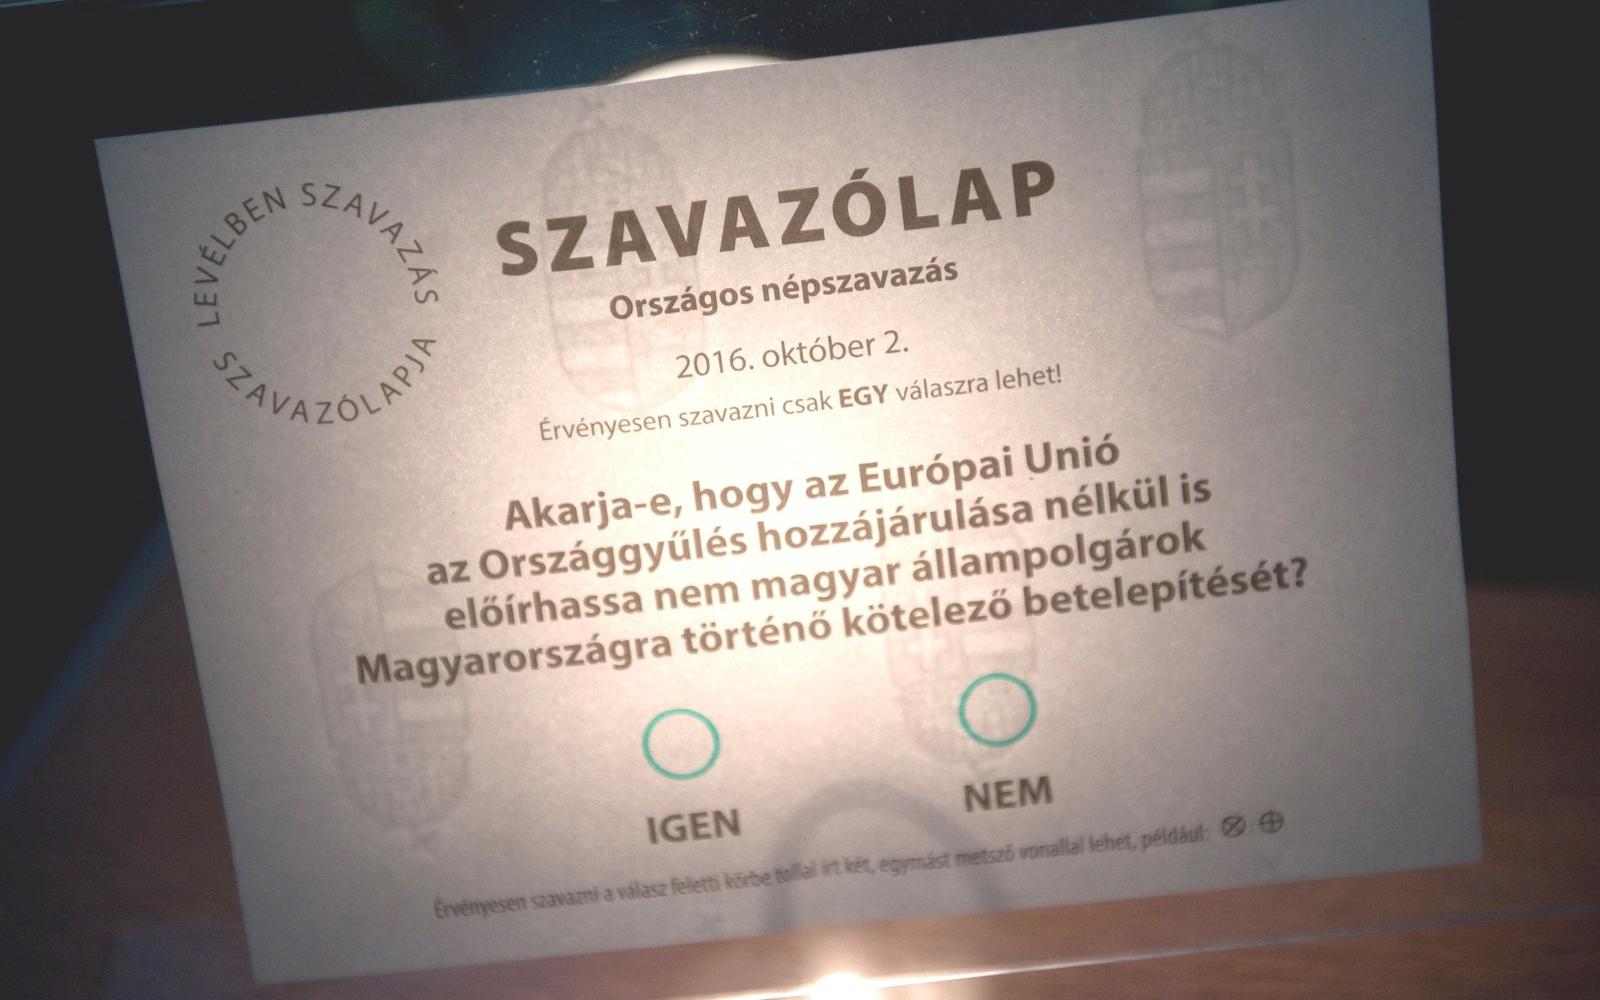 LEVÉLBEN SZAVAZÁS
SZAVAZÓLAPJA
SZAVAZÓLAP
Országos népszavazás
2016. október 2.
Érvényesen szavazni csak EGY válaszra lehet!
Akarja-e, hogy az Európai Unió
az Országgyűlés hozzájárulása nélkül is
előírhassa nem magyar állampolgárok
Magyarországra történő kötelező betelepítését?
IGEN
NEM
Érvényesen szavazni a válasz feletti körbe tollal írt két, egymást metsző vonallal lehet, például: